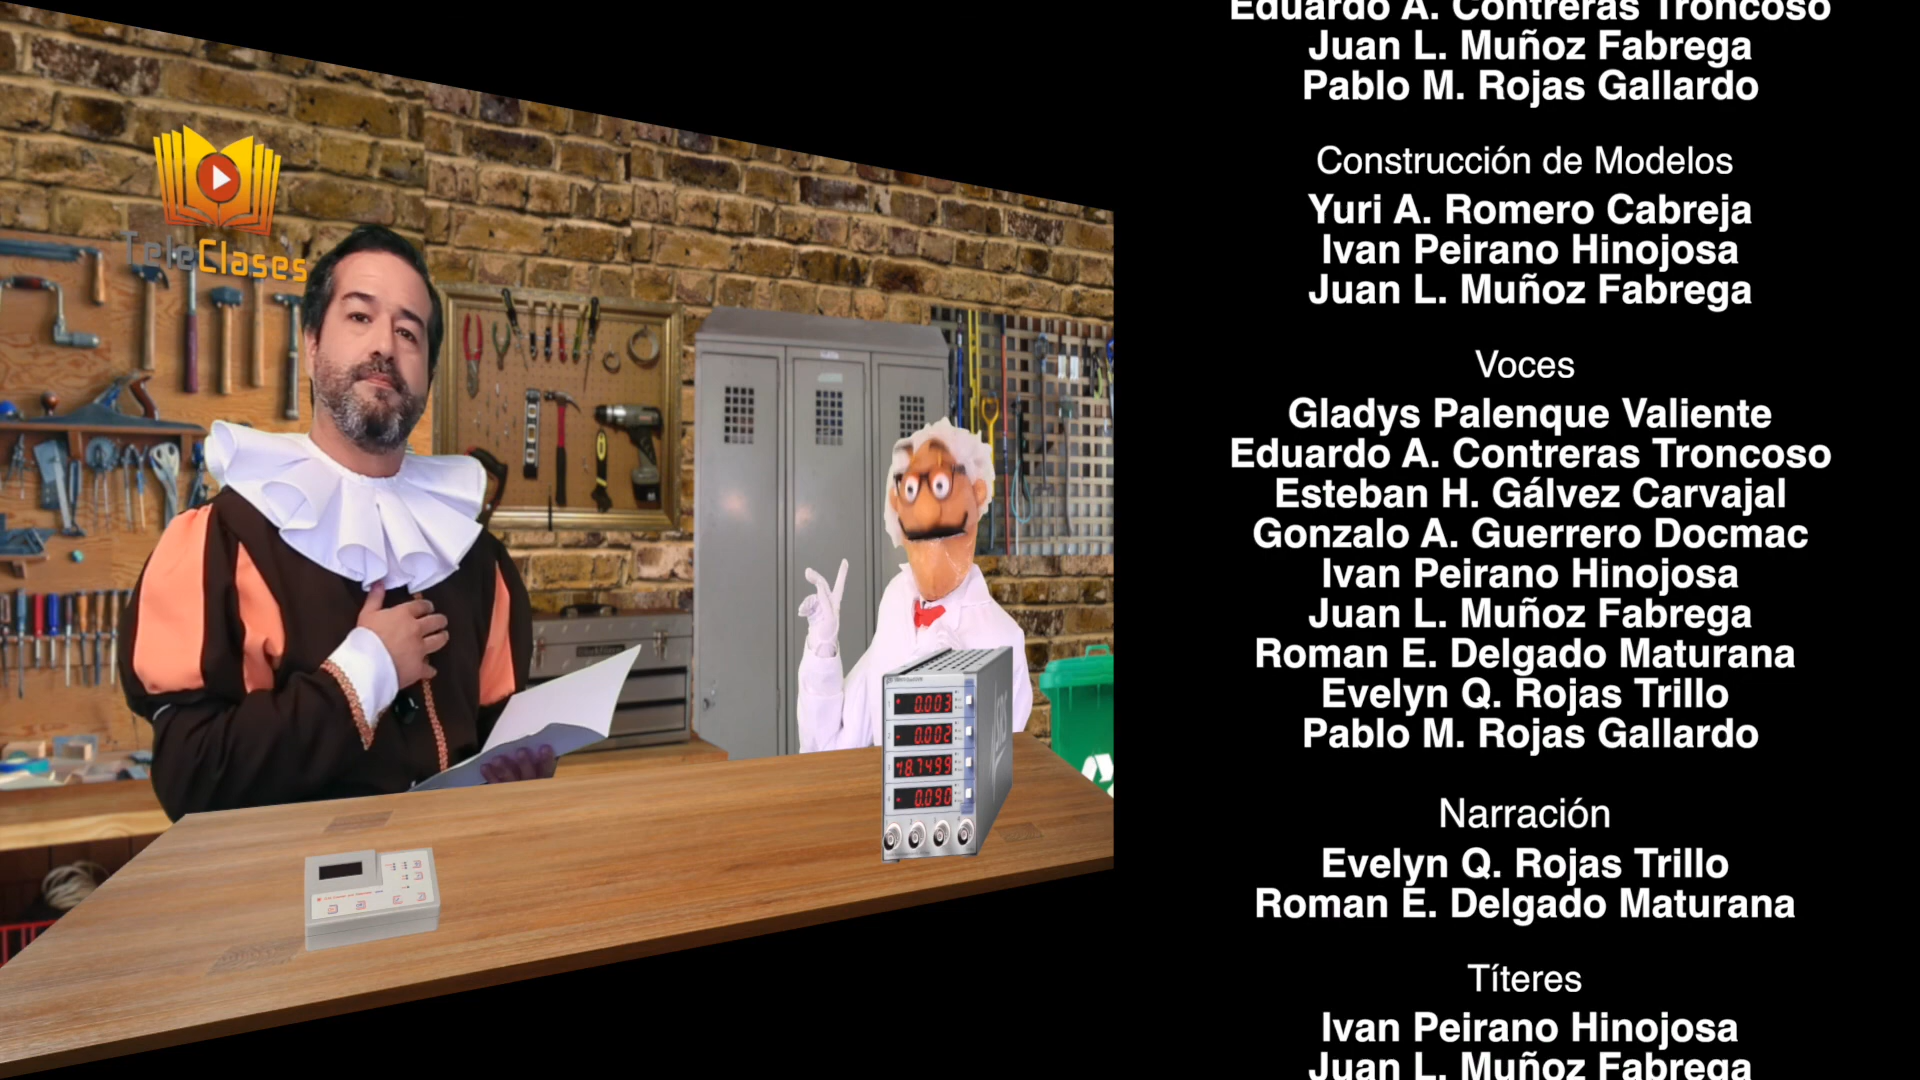 TeleClases
0.003
0.002
18.7499
0.090
SRS
Eduardo A. Contreras Troncoso
Juan L. Muñoz Fabrega
Pablo M. Rojas Gallardo
Construcción de Modelos
Yuri A. Romero Cabreja
Ivan Peirano Hinojosa
Juan L. Muñoz Fabrega
Voces
Gladys Palenque Valiente
Eduardo A. Contreras Troncoso
Esteban H. Gálvez Carvajal
Gonzalo A. Guerrero Docmac
Ivan Peirano Hinojosa
Juan L. Muñoz Fabrega
Roman E. Delgado Maturana
Evelyn Q. Rojas Trillo
Pablo M. Rojas Gallardo
Narración
Evelyn Q. Rojas Trillo
Roman E. Delgado Maturana
Títeres
Ivan Peirano Hinojosa
Juan L. Muñoz Fabrega